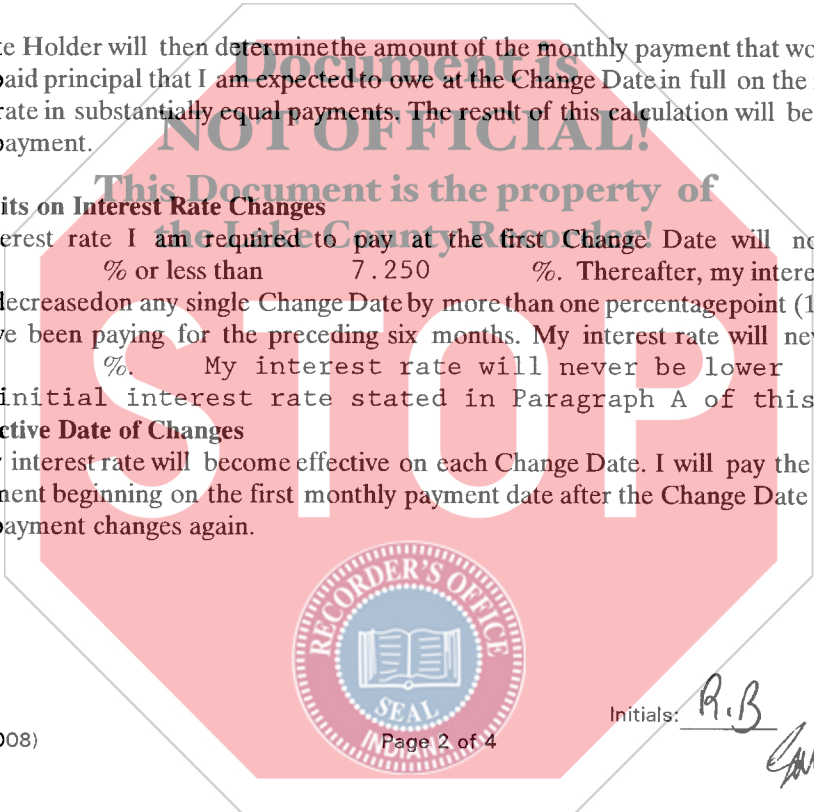 te Holder will then determine the amount of the monthly payment that wo
paid principal that I am expected to owe at the Change Date in full on the
rate in substantially equal payments. The result of this calculation will be
payment.
its on Interest Rate Changes
erest rate I am required to pay at the first Change Date will no
% or less than 7.250 %. Thereafter, my intere
decreased on any single Change Date by more than one percentage point (1
ve been paying for the preceding six months. My interest rate will nev
%. My interest rate will never be lower
initial interest rate stated in Paragraph A of this
ctive Date of Changes
interest rate will become effective on each Change Date. I will pay the
ment beginning on the first monthly payment date after the Change Date
payment changes again.
Document is
NOT OFFICIAL!
This Document is the property of
the Lake County Recorder!
STOP
RECORDER'S OFFICE
SEAL
INDIANA
Initials: R.B
008)
Page 2 of 4